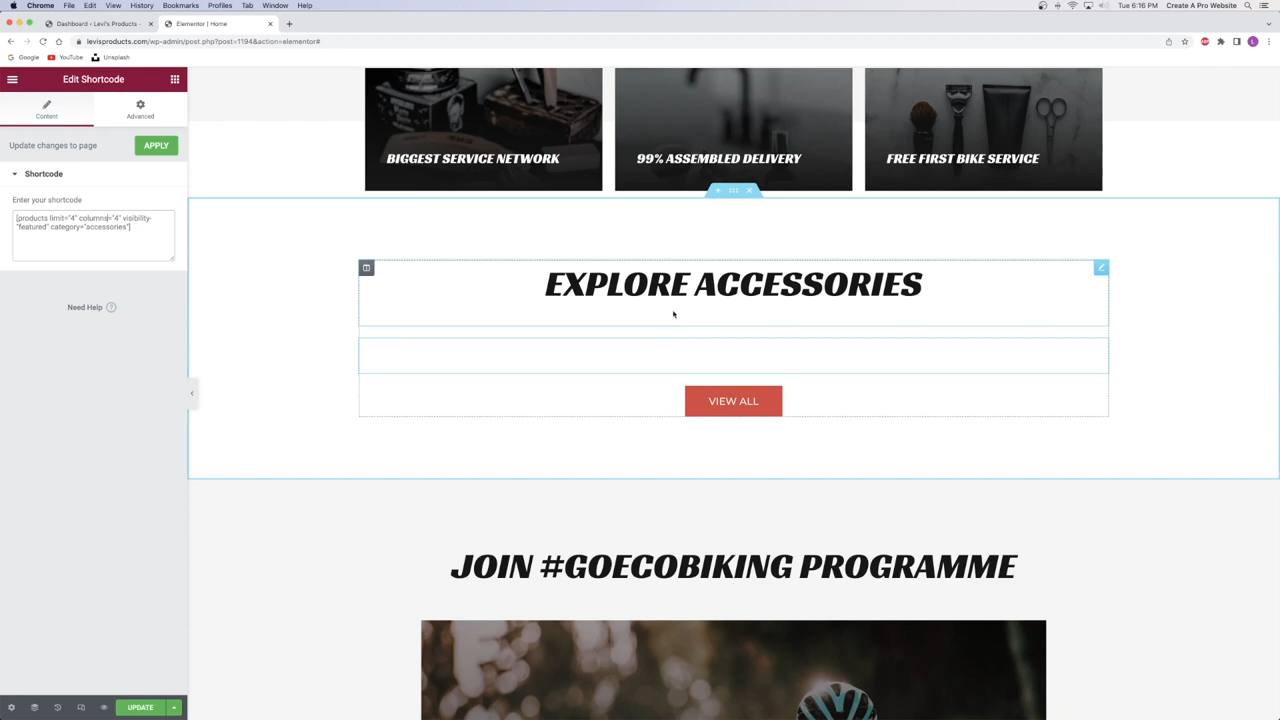 Chrome File Edit View History Bookmarks Profiles Tab Window Help
Tue 6:16 PM Create A Pro Website
Dashboard ‹ Levi's Products -
Elementor | Home
levisproducts.com/wp-admin/post.php?post=1194&action=elementor#
Google YouTube Unsplash
Edit Shortcode
Content Advanced
Update changes to page APPLY
Shortcode
Enter your shortcode
[products limit="4" columns="4" visibility-
"featured" category="accessories"]
Need Help ?
UPDATE
BIGGEST SERVICE NETWORK
99% ASSEMBLED DELIVERY
FREE FIRST BIKE SERVICE
EXPLORE ACCESSORIES
VIEW ALL
JOIN #GOECOBIKING PROGRAMME